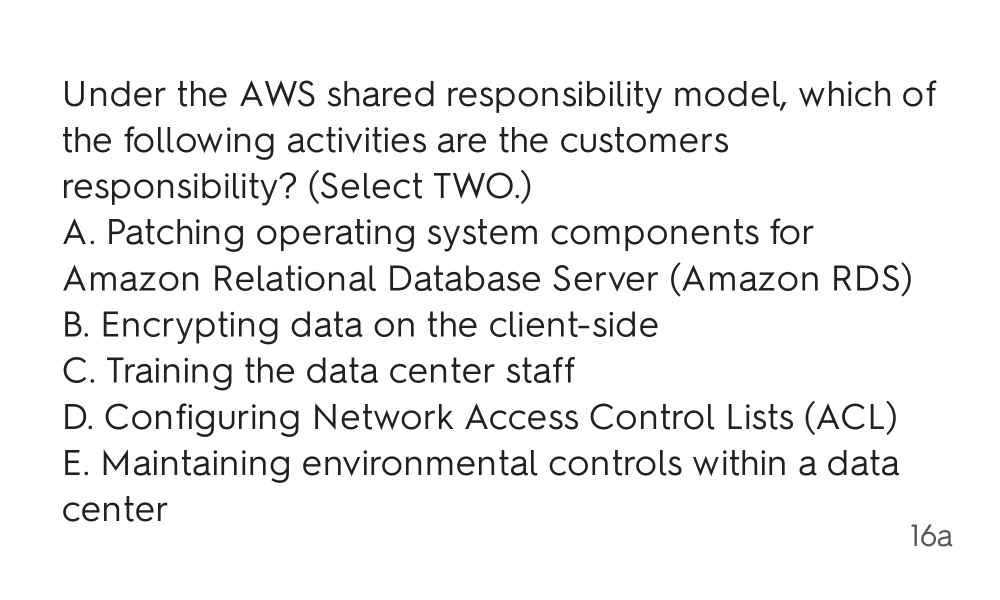 Under the AWS shared responsibility model, which of
the following activities are the customers
responsibility? (Select TWO.)
A. Patching operating system components for
Amazon Relational Database Server (Amazon RDS)
B. Encrypting data on the client-side
C. Training the data center staff
D. Configuring Network Access Control Lists (ACL)
E. Maintaining environmental controls within a data
center
16a